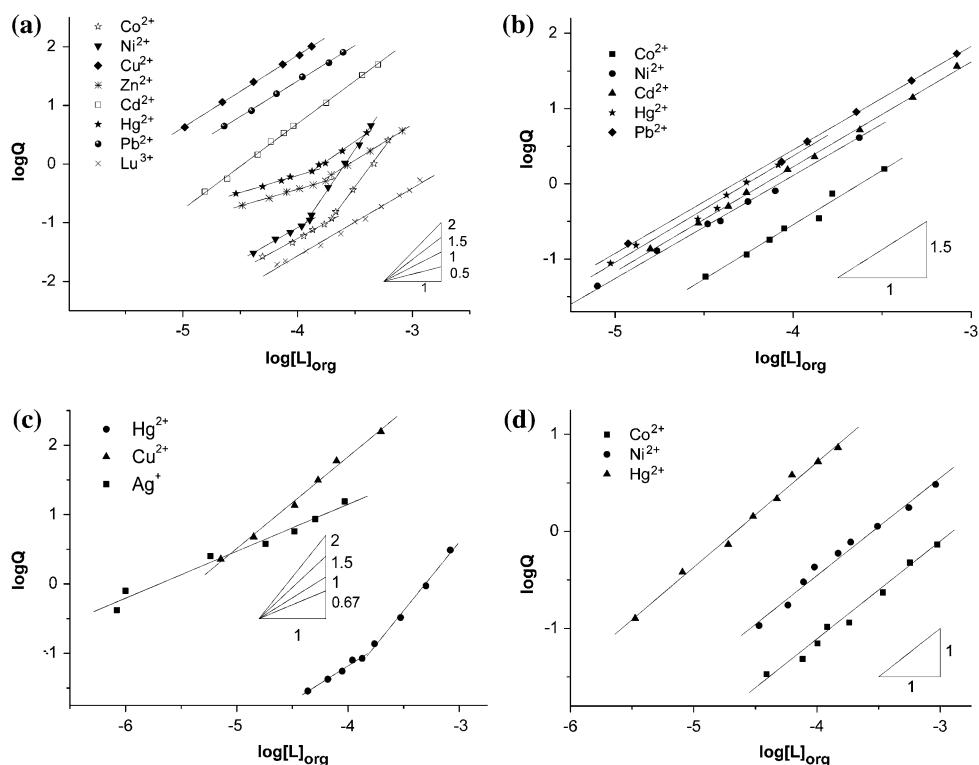 (a)
Co2+
Ni2+
Cu2+
Zn2+
Cd2+
Hg2+
Pb2+
Lu3+
logQ
2
1
0
-1
-2
2
1.5
1
0.5
1
-5
-4
-3
log[L]org
(b)
Co2+
Ni2+
Cd2+
Hg2+
Pb2+
logQ
2
1
0
-1
1.5
1
-5
-4
-3
log[L]org
(c)
Hg2+
Cu2+
Ag+
logQ
2
1
0
-1
2
1.5
1
0.67
1
-6
-5
-4
-3
log[L]org
(d)
Co2+
Ni2+
Hg2+
logQ
1
0
-1
1
1
-6
-5
-4
-3
log[L]org